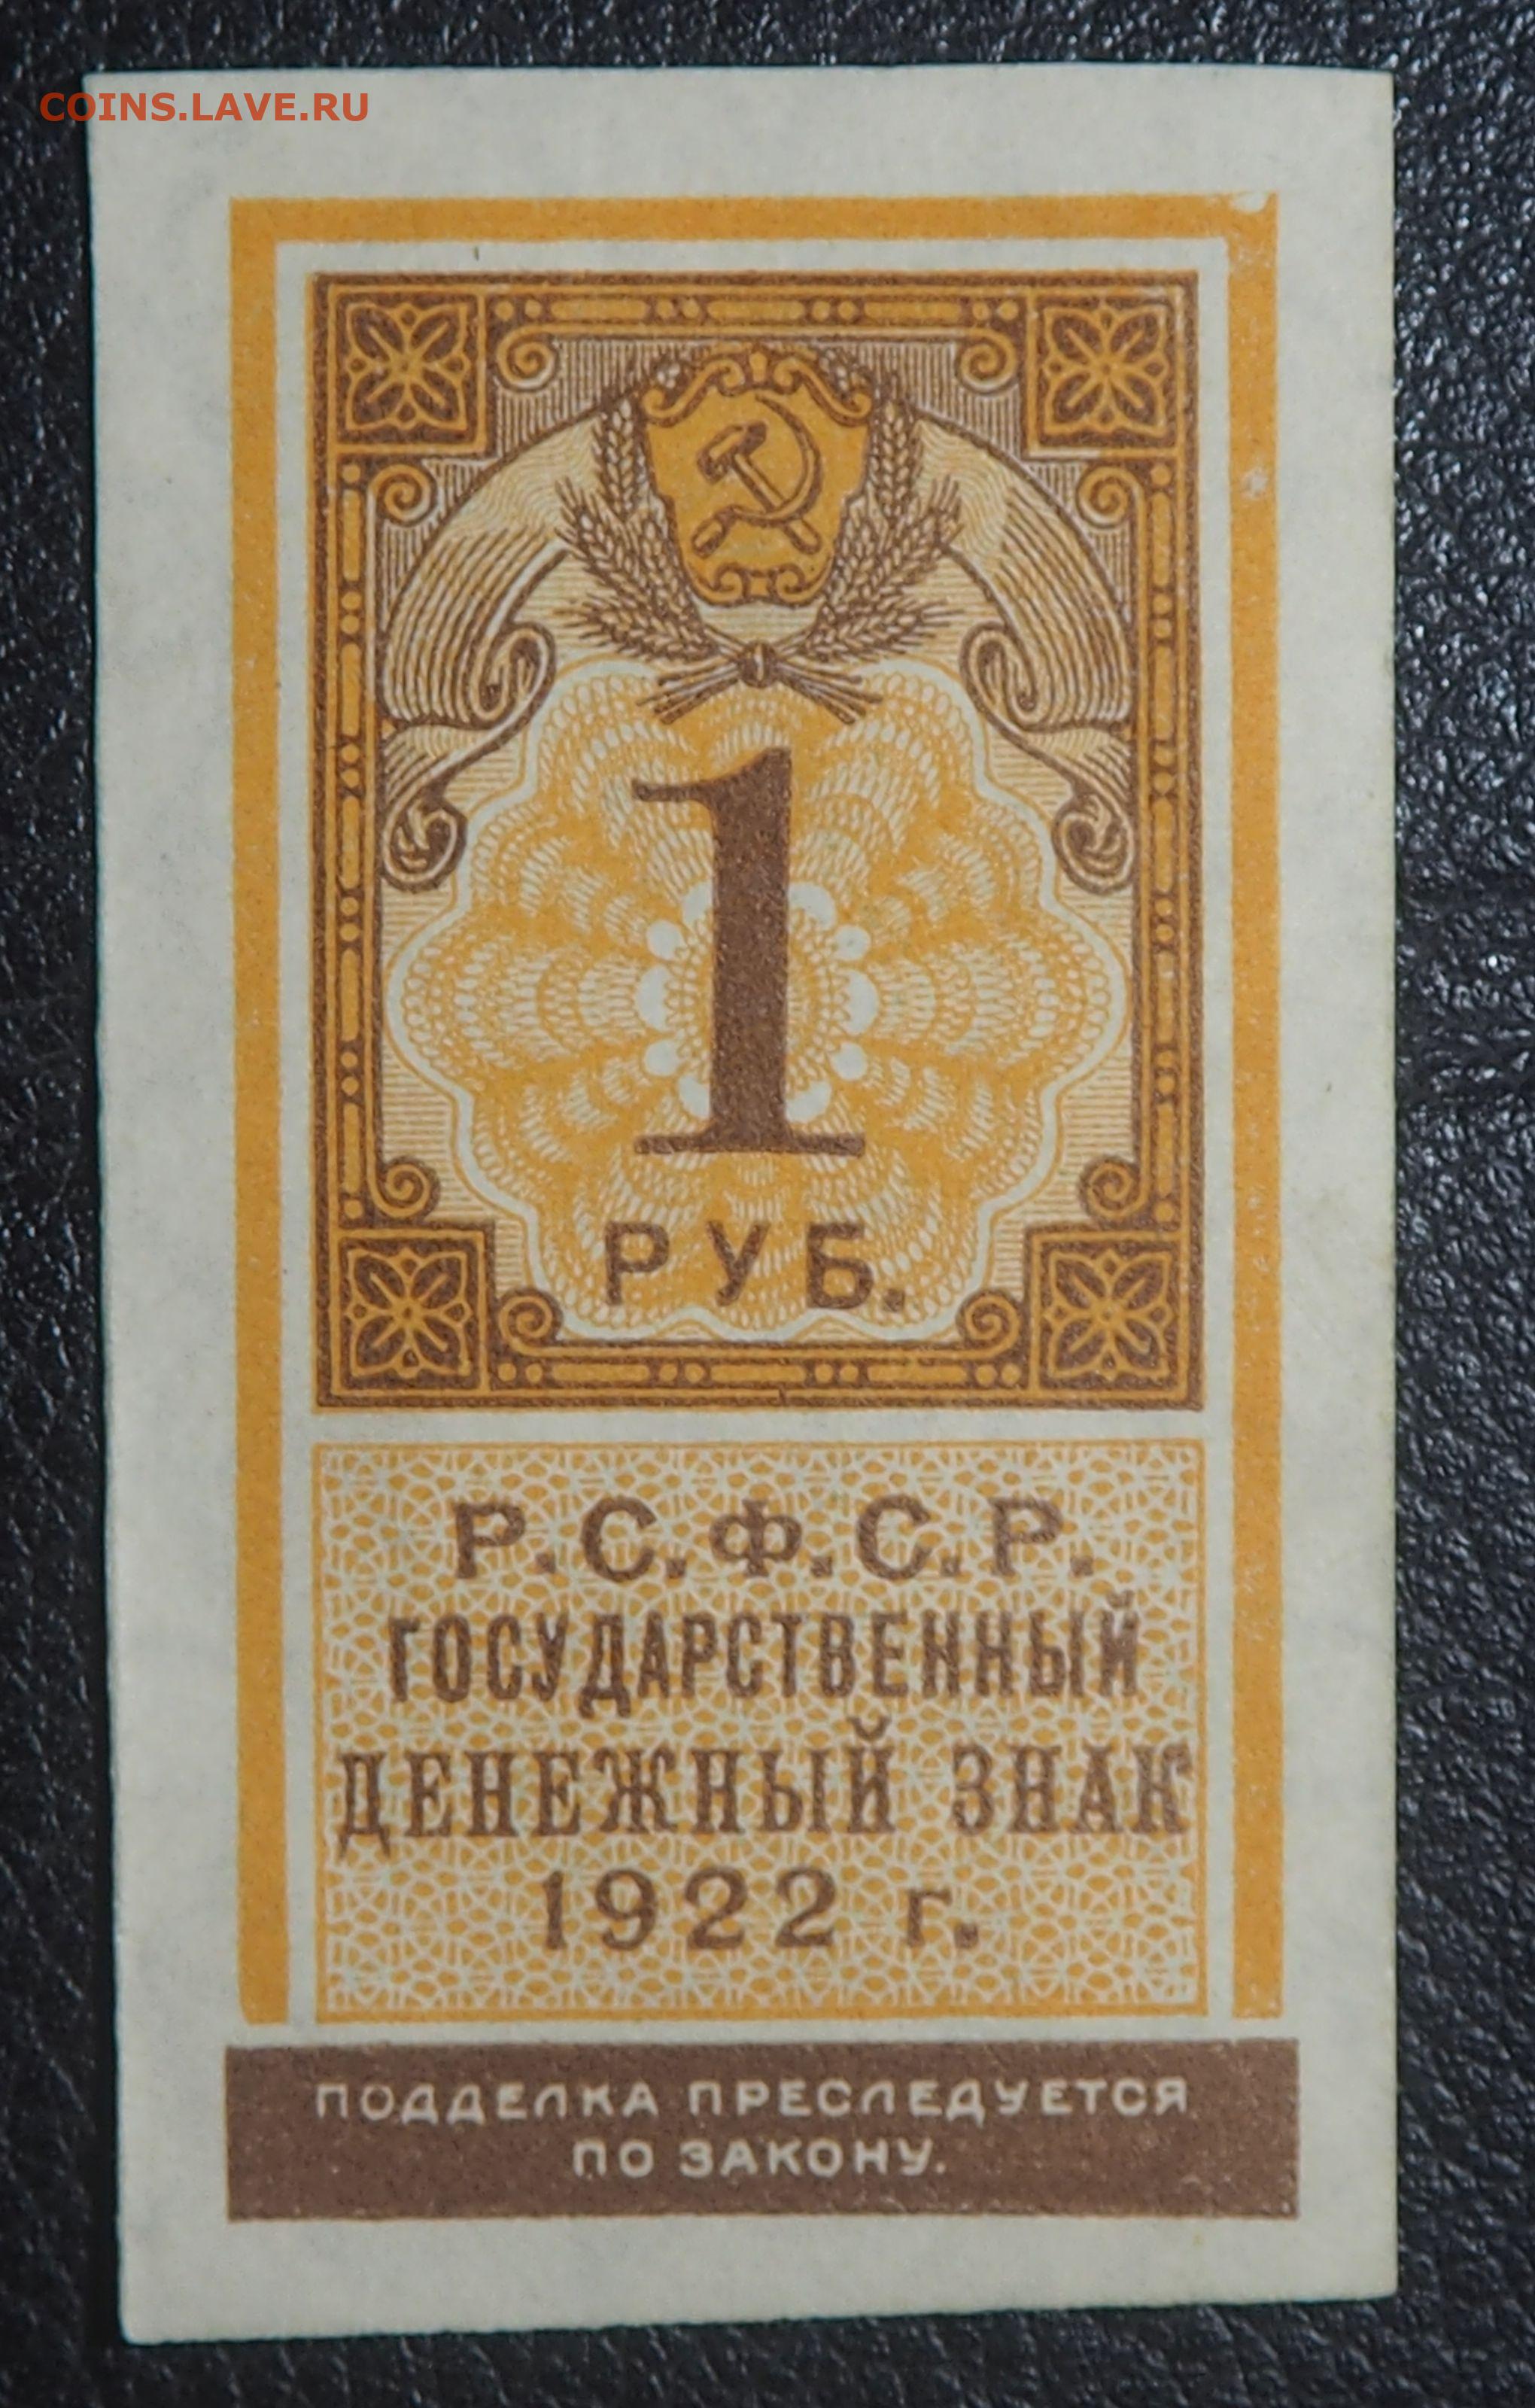 COINS.LAVE.RU
1
РУБ.
Р.С.Ф.С.Р.
ГОСУДАРСТВЕННЫЙ
ДЕНЕЖНЫЙ ЗНАК
1922 г.
ПОДДЕЛКА ПРЕСЛЕДУЕТСЯ
ПО ЗАКОНУ.